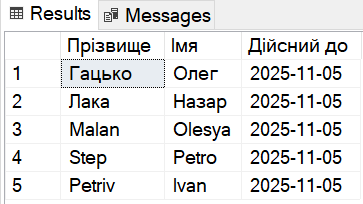 Results Messages
Прізвище Імя Дійсний до
1 Гацько Олег 2025-11-05
2 Лака Назар 2025-11-05
3 Malan Olesya 2025-11-05
4 Step Petro 2025-11-05
5 Petriv Ivan 2025-11-05